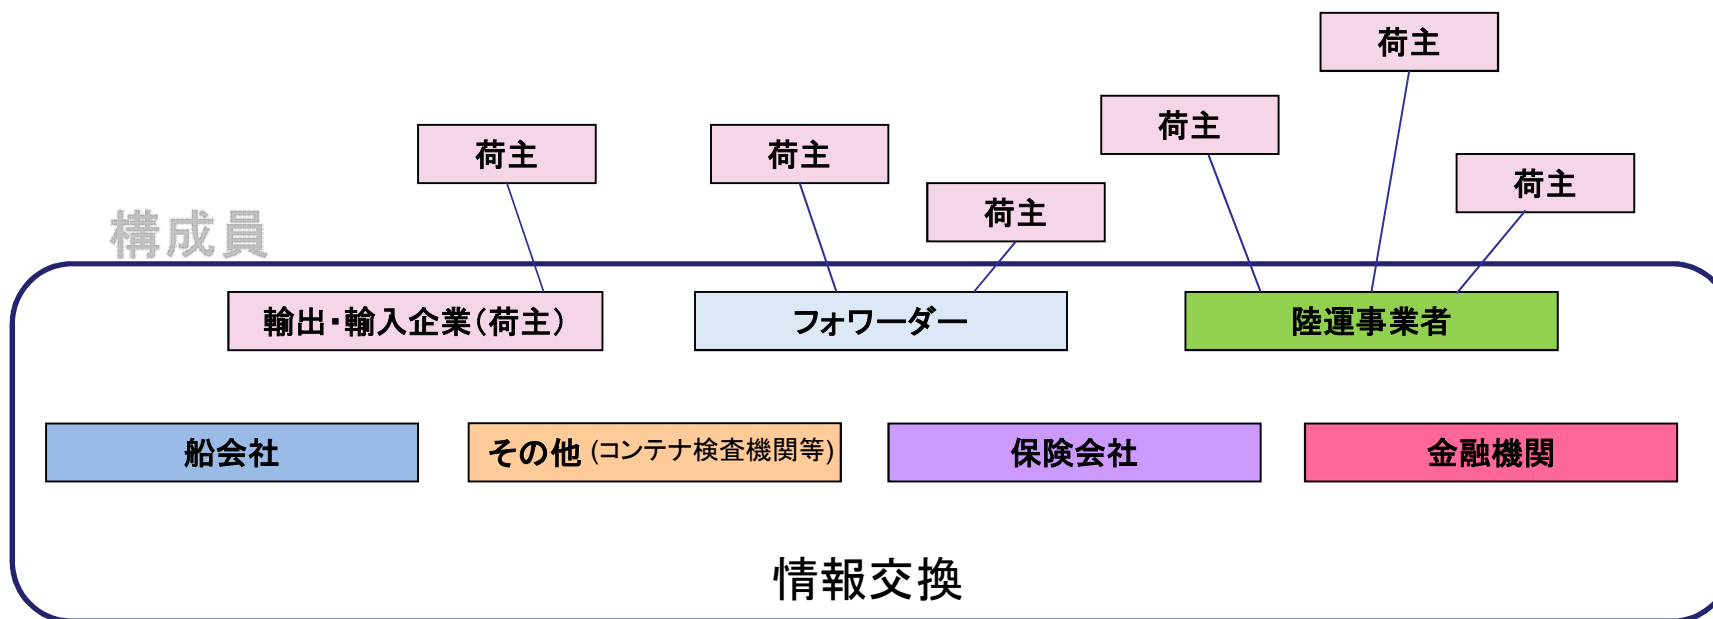 荷主
荷主
荷主
荷主
荷主
荷主
構成員
輸出・輸入企業(荷主)
フォワーダー
陸運事業者
船会社
その他 (コンテナ検査機関等)
保険会社
金融機関
情報交換